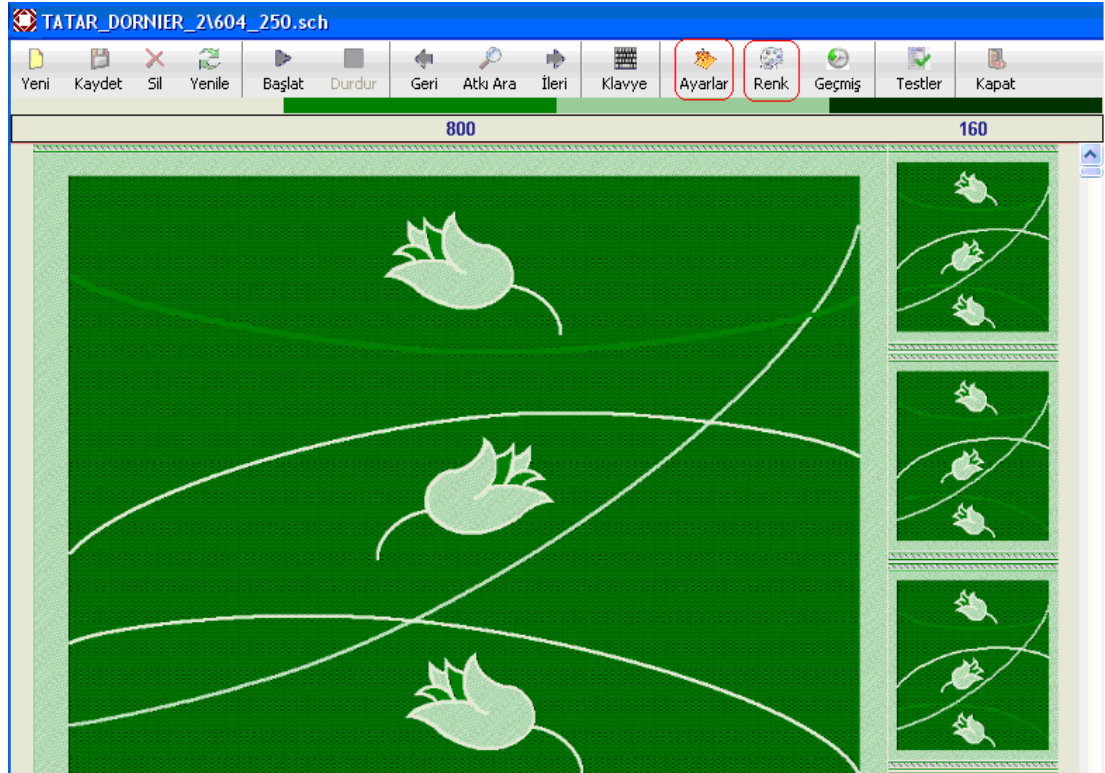 TATAR_DORNIER_2\604_250.sch
Yeni Kaydet Sil Yenile Başlat Durdur Geri Atkı Ara İleri Klavye Ayarlar Renk Geçmiş Testler Kapat
800 160